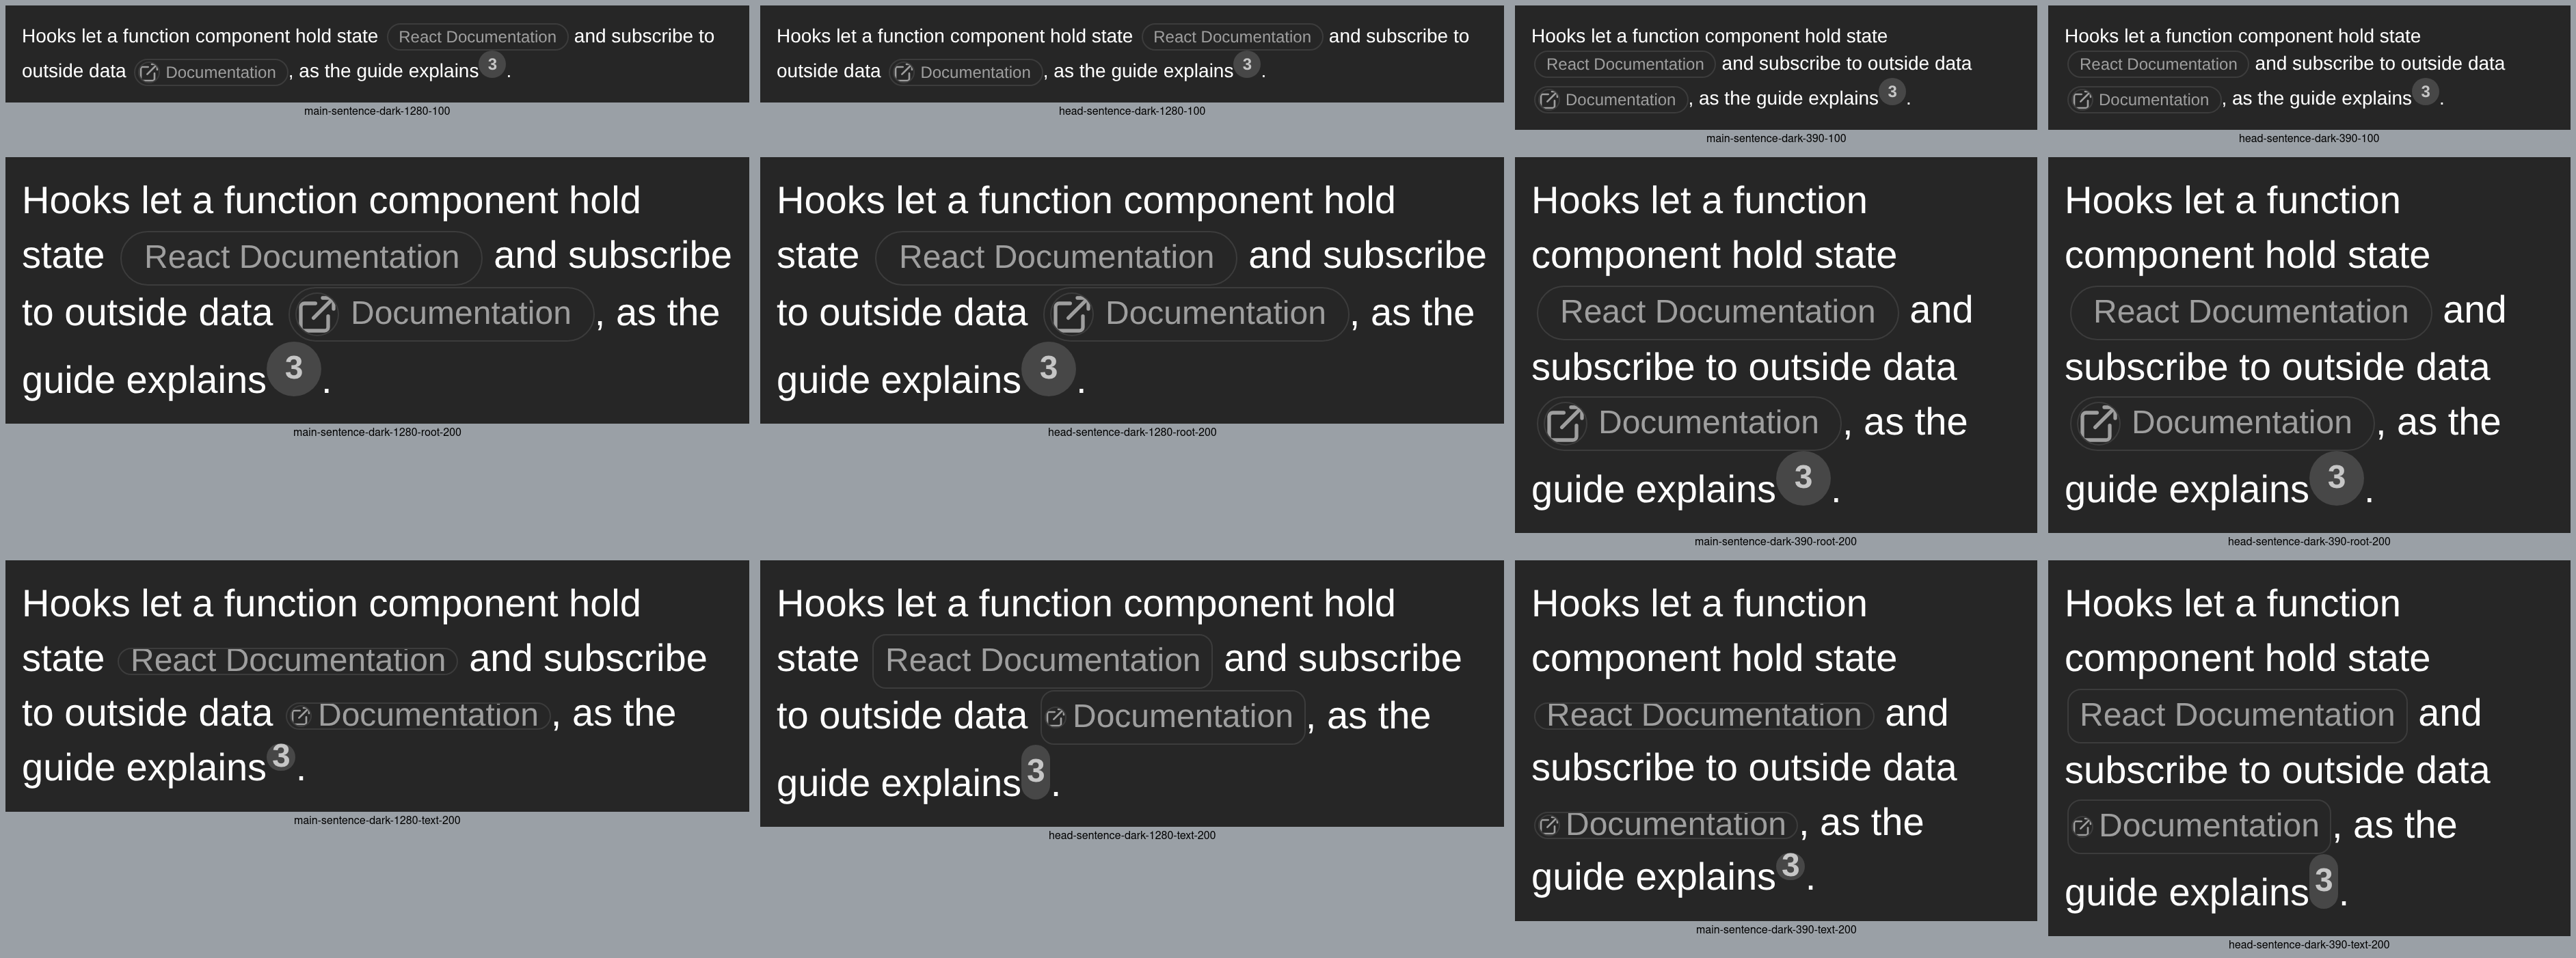 Hooks let a function component hold state React Documentation and subscribe to
outside data Documentation , as the guide explains 3 .
main-sentence-dark-1280-100
Hooks let a function component hold state React Documentation and subscribe to
outside data Documentation , as the guide explains 3 .
head-sentence-dark-1280-100
Hooks let a function component hold state
React Documentation and subscribe to outside data
Documentation , as the guide explains 3 .
main-sentence-dark-390-100
Hooks let a function component hold state
React Documentation and subscribe to outside data
Documentation , as the guide explains 3 .
head-sentence-dark-390-100
Hooks let a function component hold
state React Documentation and subscribe
to outside data Documentation , as the
guide explains 3 .
main-sentence-dark-1280-root-200
Hooks let a function component hold
state React Documentation and subscribe
to outside data Documentation , as the
guide explains 3 .
head-sentence-dark-1280-root-200
Hooks let a function
component hold state
React Documentation and
subscribe to outside data
Documentation , as the
guide explains 3 .
main-sentence-dark-390-root-200
Hooks let a function
component hold state
React Documentation and
subscribe to outside data
Documentation , as the
guide explains 3 .
head-sentence-dark-390-root-200
Hooks let a function component hold
state React Documentation and subscribe
to outside data Documentation , as the
guide explains 3 .
main-sentence-dark-1280-text-200
Hooks let a function component hold
state React Documentation and subscribe
to outside data Documentation , as the
guide explains 3 .
head-sentence-dark-1280-text-200
Hooks let a function
component hold state
React Documentation and
subscribe to outside data
Documentation , as the
guide explains 3 .
main-sentence-dark-390-text-200
Hooks let a function
component hold state
React Documentation and
subscribe to outside data
Documentation , as the
guide explains 3 .
head-sentence-dark-390-text-200